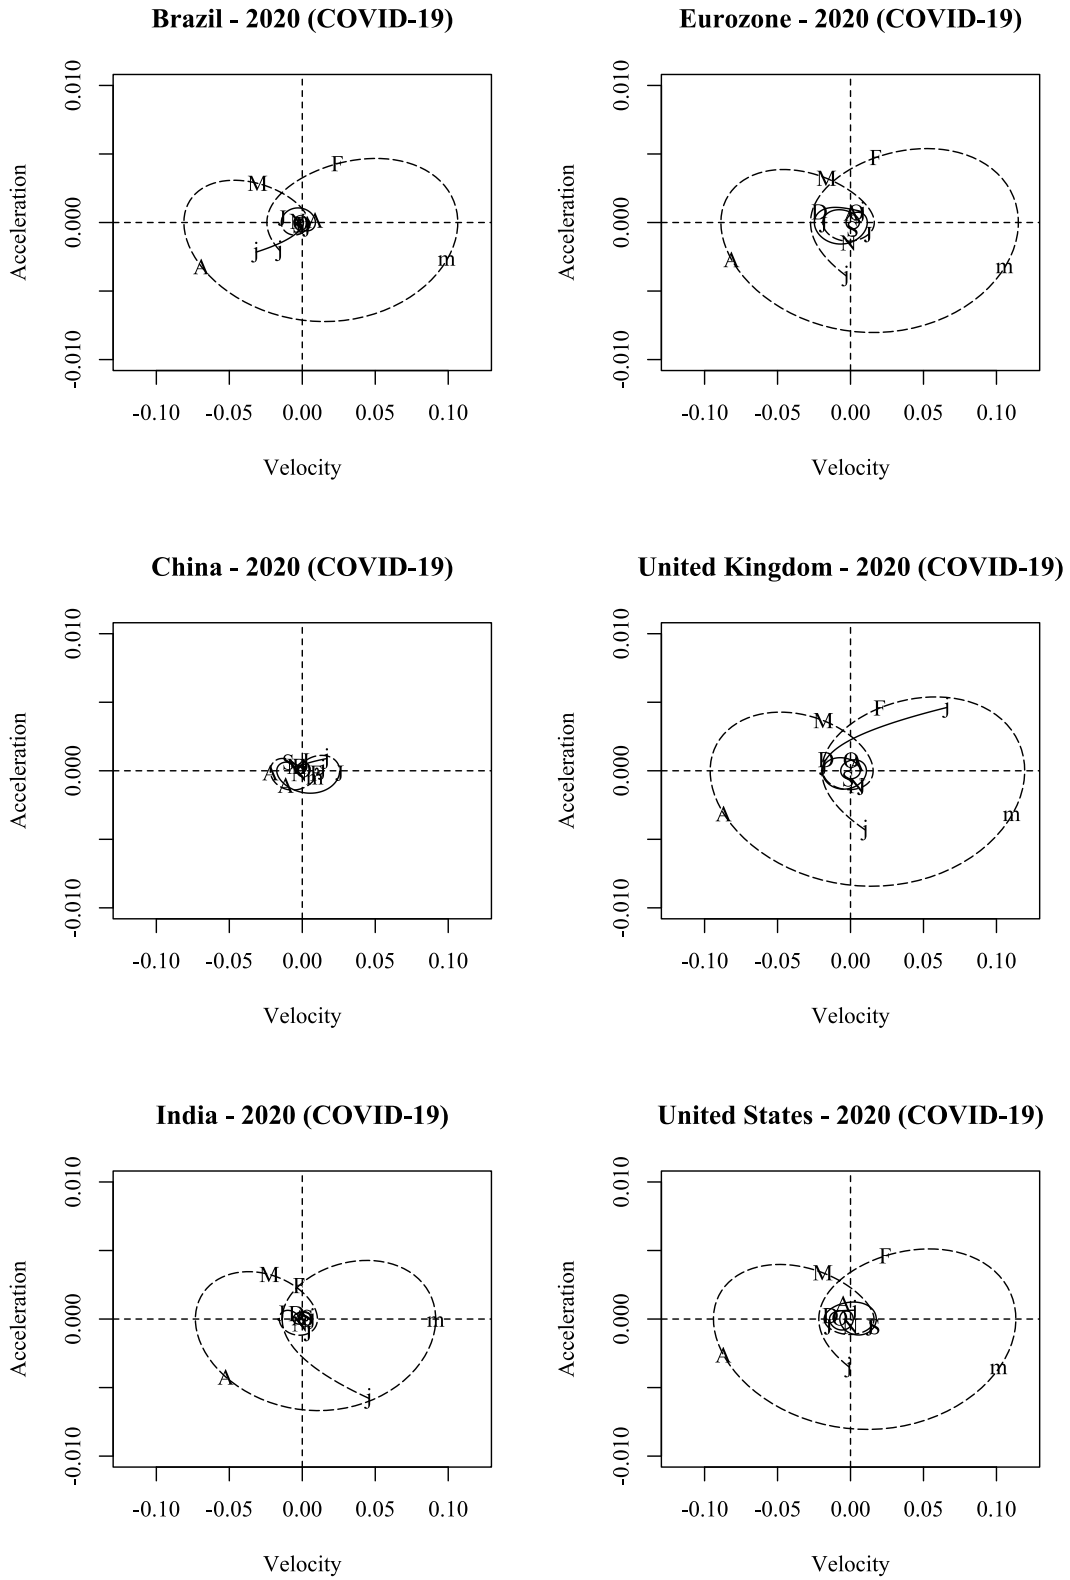 Brazil - 2020 (COVID-19)
Acceleration
0.010
0.000
-0.010
F
M
A
m
j
j
J
A
-0.10 -0.05 0.00 0.05 0.10
Velocity
Eurozone - 2020 (COVID-19)
Acceleration
0.010
0.000
-0.010
F
M
A
m
D
S
N
J
j
-0.10 -0.05 0.00 0.05 0.10
Velocity
China - 2020 (COVID-19)
Acceleration
0.010
0.000
-0.010
S
A
A
j
J
m
-0.10 -0.05 0.00 0.05 0.10
Velocity
United Kingdom - 2020 (COVID-19)
Acceleration
0.010
0.000
-0.010
M
F
j
A
m
D
O
S
j
-0.10 -0.05 0.00 0.05 0.10
Velocity
India - 2020 (COVID-19)
Acceleration
0.010
0.000
-0.010
M
F
m
A
j
-0.10 -0.05 0.00 0.05 0.10
Velocity
United States - 2020 (COVID-19)
Acceleration
0.010
0.000
-0.010
M
F
A
A
m
S
j
-0.10 -0.05 0.00 0.05 0.10
Velocity